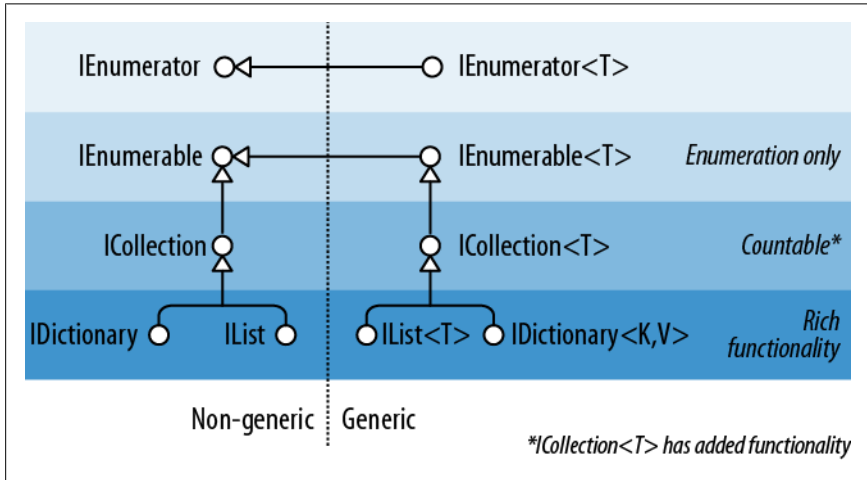 IEnumerator IEnumerator<T>
IEnumerable IEnumerable<T> Enumeration only
ICollection ICollection<T> Countable*
IDictionary IList IList<T> IDictionary<K,V> Rich
functionality
Non-generic Generic
*ICollection<T> has added functionality